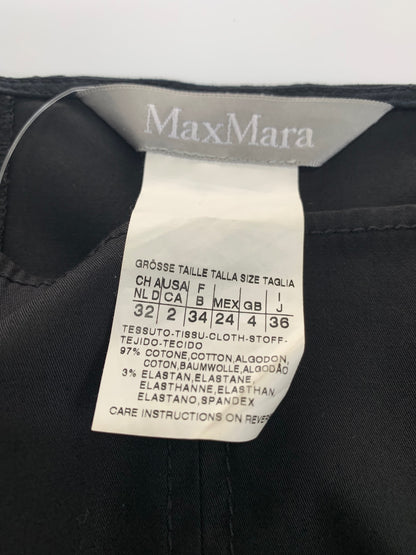 MaxMara
GRÖSSE TAILLE TALLA SIZE TAGLIA
CH A USA F I
NL D CA B MEX GB J
32 2 34 24 4 36
TESSUTO-TISSU-CLOTH-STOFF-
TEJIDO-TECIDO
97% COTONE,COTTON,ALGODON,
COTON,BAUMWOLLE,ALGODÃO
3% ELASTAN,ELASTANE,
ELASTHANNE,ELASTHAN,
ELASTANO,SPANDEX
CARE INSTRUCTIONS ON REVER